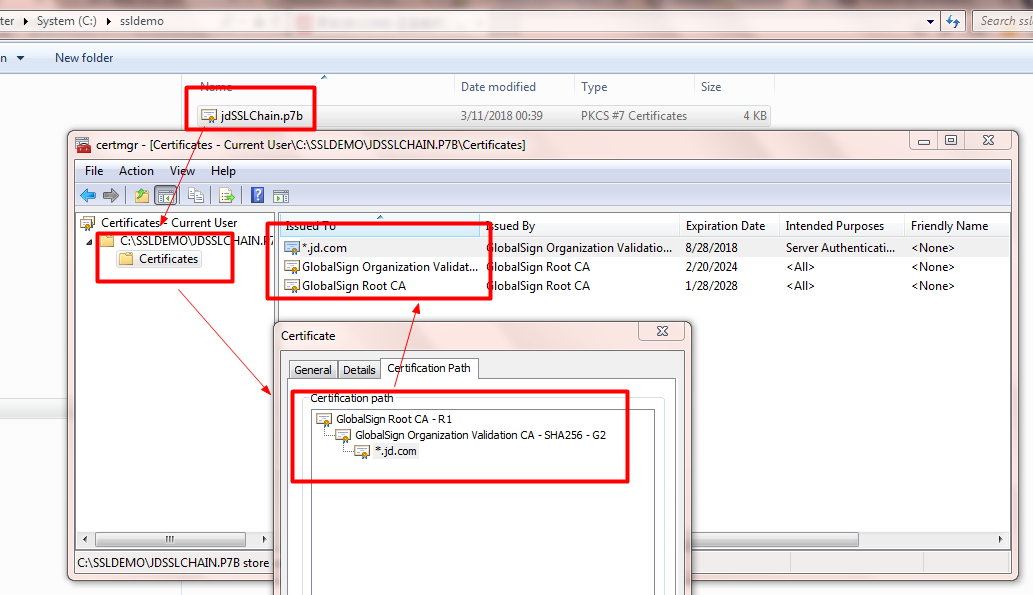 ter ▸ System (C:) ▸ ssldemo
Search ssl
n New folder
Name Date modified Type Size
jdSSLChain.p7b 3/11/2018 00:39 PKCS #7 Certificates 4 KB
certmgr - [Certificates - Current User\C:\SSLDEMO\JDSSLCHAIN.P7B\Certificates]
File Action View Help
Certificates - Current User
C:\SSLDEMO\JDSSLCHAIN.P7
Certificates
Issued To Issued By Expiration Date Intended Purposes Friendly Name
*.jd.com GlobalSign Organization Validatio... 8/28/2018 Server Authenticati... <None>
GlobalSign Organization Validat... GlobalSign Root CA 2/20/2024 <All> <None>
GlobalSign Root CA GlobalSign Root CA 1/28/2028 <All> <None>
Certificate
General Details Certification Path
Certification path
GlobalSign Root CA - R1
GlobalSign Organization Validation CA - SHA256 - G2
*.jd.com
C:\SSLDEMO\JDSSLCHAIN.P7B store